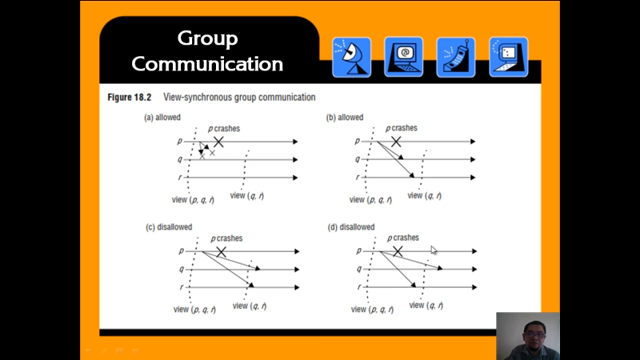 Group
Communication
Figure 18.2 View-synchronous group communication
(a) allowed
p crashes
p
q
r
view (p, q, r)
view (q, r)
(b) allowed
p crashes
p
q
r
view (p, q, r)
view (q, r)
(c) disallowed
p crashes
p
q
r
view (p, q, r)
view (q, r)
(d) disallowed
p crashes
p
q
r
view (p, q, r)
view (q, r)